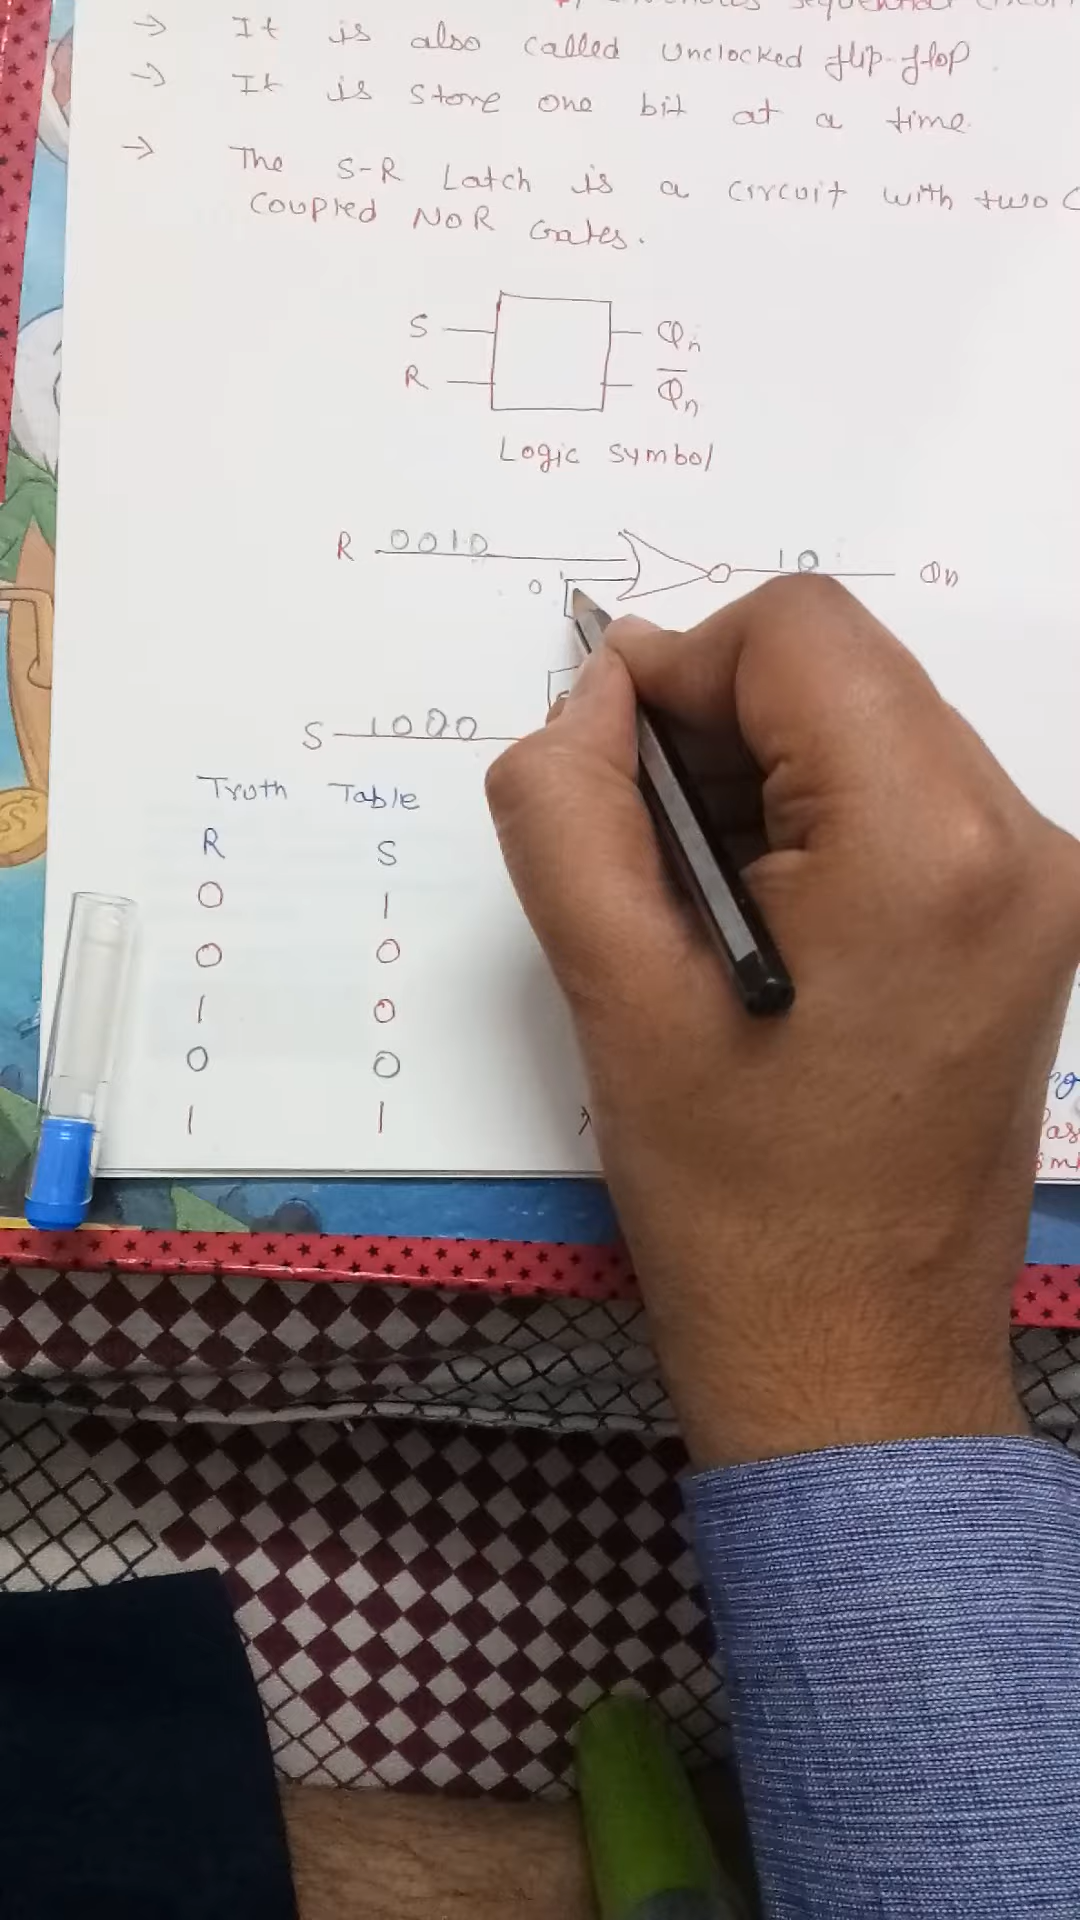 sequential
→ It is also called Unclocked flip-flop.
→ It is store one bit at a time.
→ The S-R Latch is a circuit with two
coupled NOR Gates.
S Qn
R Q̅n
Logic Symbol
R 0010 10 Qn
0 1
S 1000
Truth Table
R S
0 1
0 0
1 0
0 0
1 1